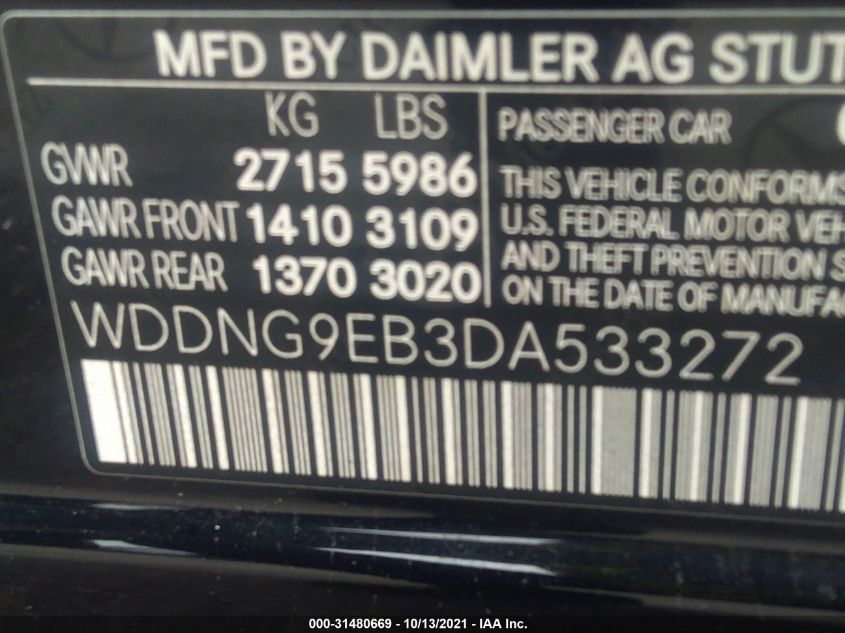 MFD BY DAIMLER AG STUT
KG LBS
GVWR 2715 5986
GAWR FRONT 1410 3109
GAWR REAR 1370 3020
PASSENGER CAR
THIS VEHICLE CONFORMS
U.S. FEDERAL MOTOR VEH
AND THEFT PREVENTION S
ON THE DATE OF MANUFAC
WDDNG9EB3DA533272
000-31480669 - 10/13/2021 - IAA Inc.